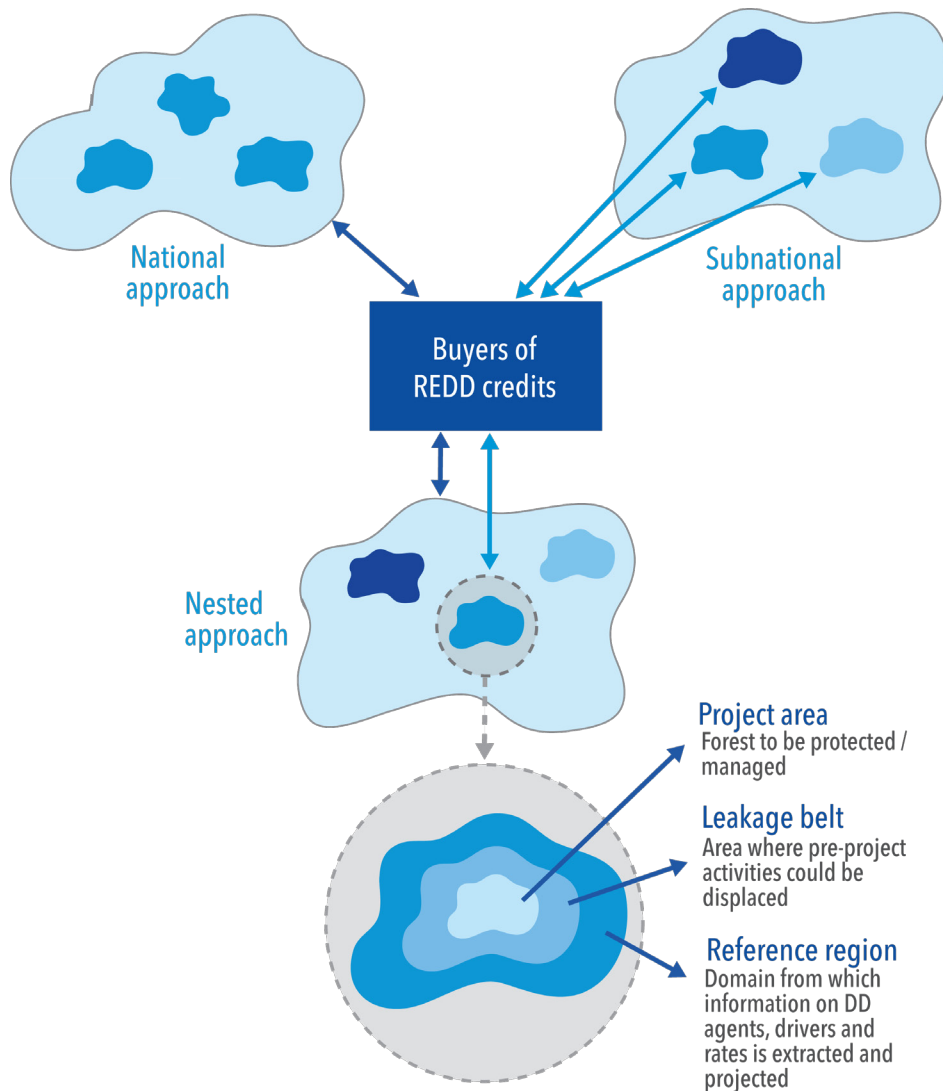 National
approach
Subnational
approach
Buyers of
REDD credits
Nested
approach
Project area
Forest to be protected /
managed
Leakage belt
Area where pre-project
activities could be
displaced
Reference region
Domain from which
information on DD
agents, drivers and
rates is extracted and
projected